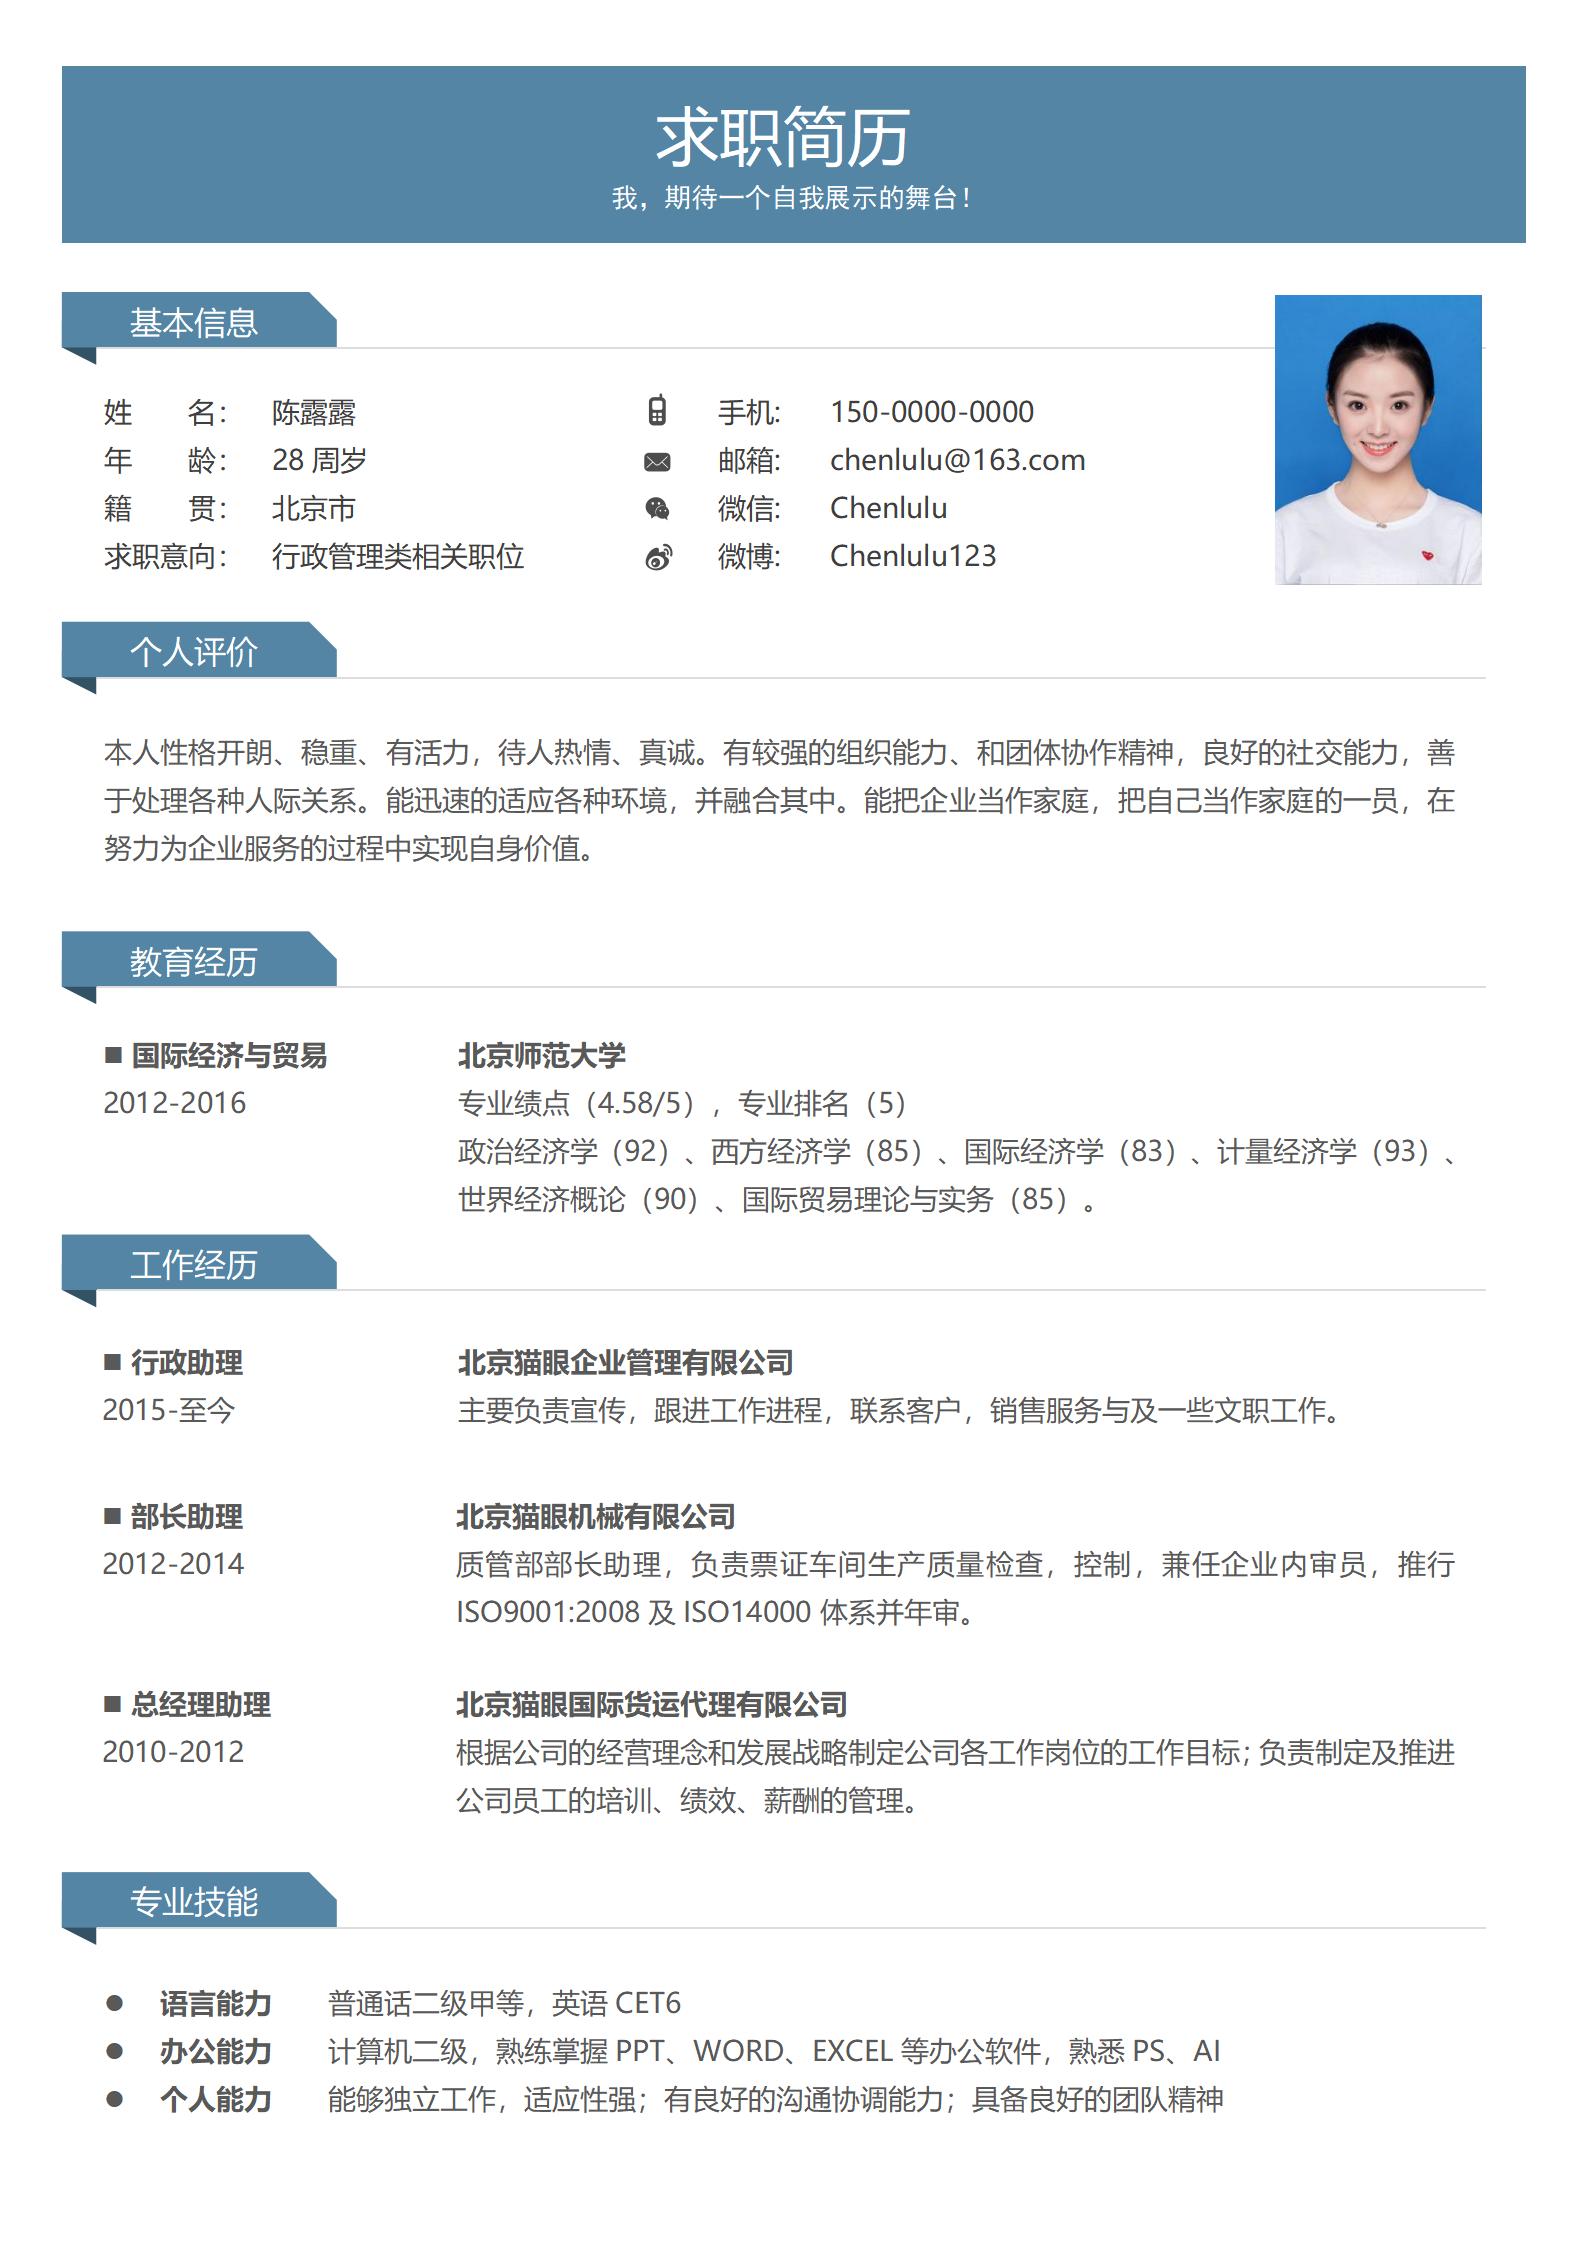 求职简历
我，期待一个自我展示的舞台！
基本信息
姓 名： 陈露露
年 龄： 28 周岁
籍 贯： 北京市
求职意向： 行政管理类相关职位
手机: 150-0000-0000
邮箱: chenlulu@163.com
微信: Chenlulu
微博: Chenlulu123
个人评价
本人性格开朗、稳重、有活力，待人热情、真诚。有较强的组织能力、和团体协作精神，良好的社交能力，善
于处理各种人际关系。能迅速的适应各种环境，并融合其中。能把企业当作家庭，把自己当作家庭的一员，在
努力为企业服务的过程中实现自身价值。
教育经历
■ 国际经济与贸易 北京师范大学
2012-2016 专业绩点（4.58/5），专业排名（5）
政治经济学（92）、西方经济学（85）、国际经济学（83）、计量经济学（93）、
世界经济概论（90）、国际贸易理论与实务（85）。
工作经历
■ 行政助理 北京猫眼企业管理有限公司
2015-至今 主要负责宣传，跟进工作进程，联系客户，销售服务与及一些文职工作。
■ 部长助理 北京猫眼机械有限公司
2012-2014 质管部部长助理，负责票证车间生产质量检查，控制，兼任企业内审员，推行
ISO9001:2008 及 ISO14000 体系并年审。
■ 总经理助理 北京猫眼国际货运代理有限公司
2010-2012 根据公司的经营理念和发展战略制定公司各工作岗位的工作目标；负责制定及推进
公司员工的培训、绩效、薪酬的管理。
专业技能
● 语言能力 普通话二级甲等，英语 CET6
● 办公能力 计算机二级，熟练掌握 PPT、WORD、EXCEL 等办公软件，熟悉 PS、AI
● 个人能力 能够独立工作，适应性强；有良好的沟通协调能力；具备良好的团队精神